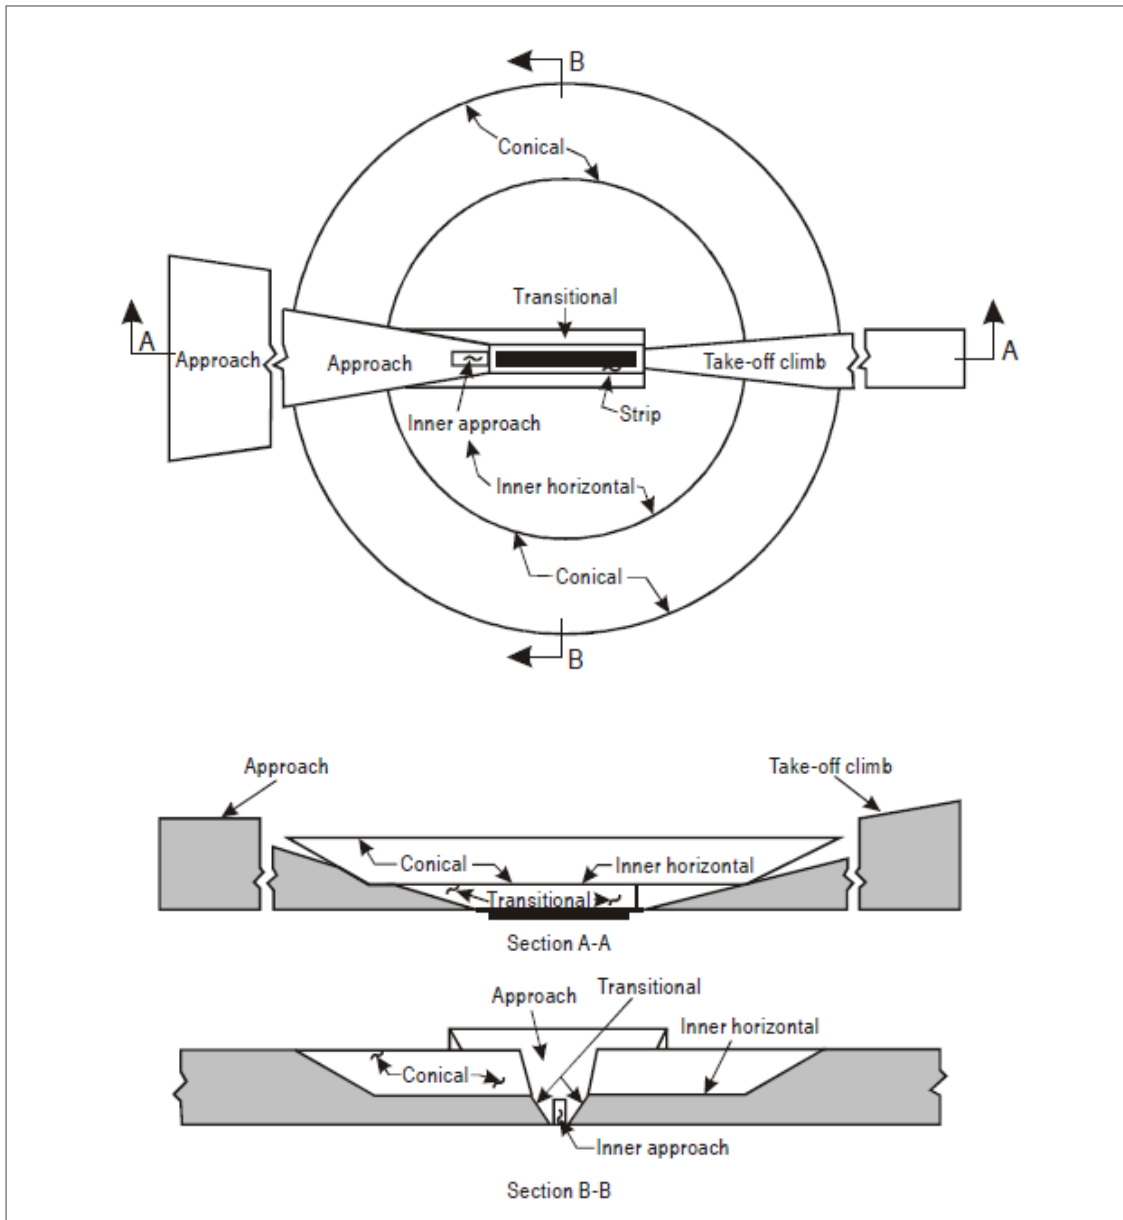 B
Conical
Transitional
A
Approach
Approach
Take-off climb
A
Inner approach
Strip
Inner horizontal
Conical
B
Approach
Take-off climb
Conical
Inner horizontal
Transitional
Section A-A
Transitional
Approach
Inner horizontal
Conical
Inner approach
Section B-B